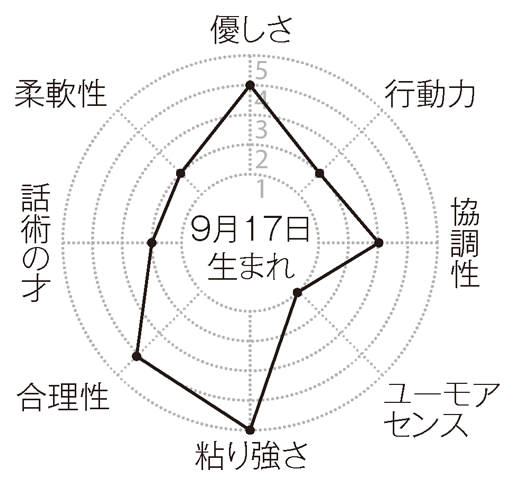 優しさ
行動力
協調性
ユーモア
センス
粘り強さ
合理性
話術の才
柔軟性
5
4
3
2
1
9月17日
生まれ